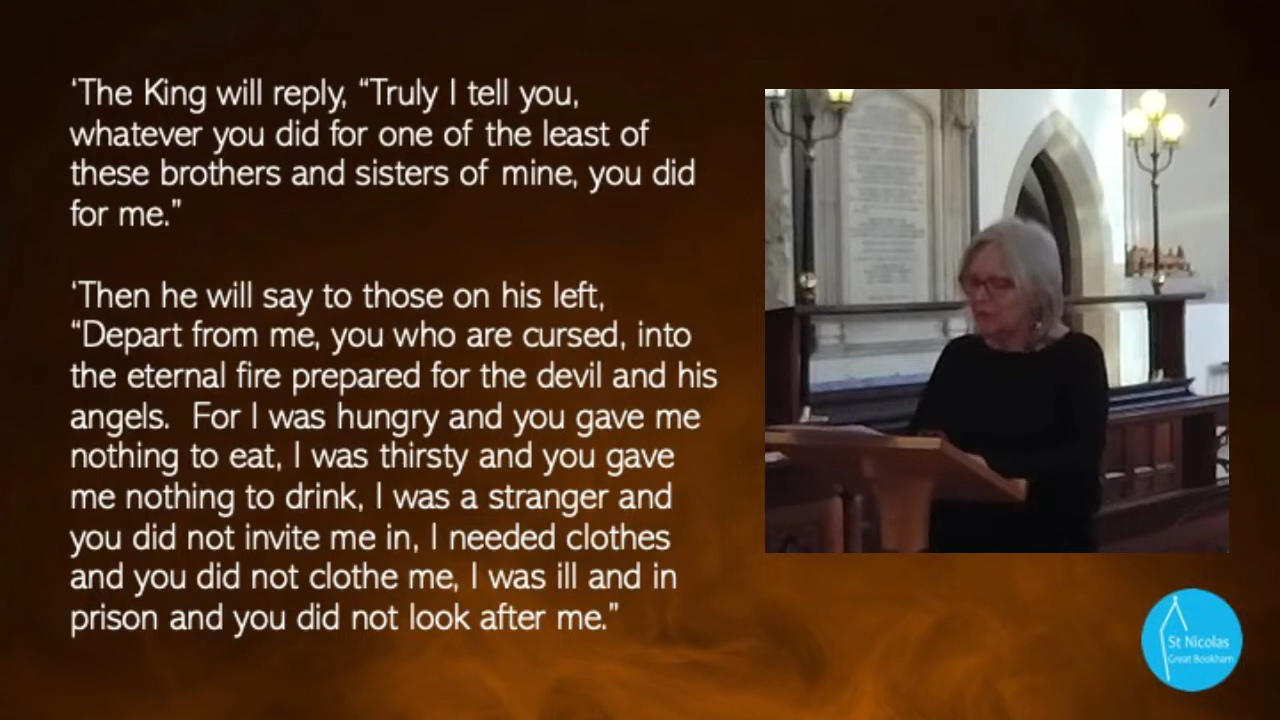 ‘The King will reply, “Truly I tell you,
whatever you did for one of the least of
these brothers and sisters of mine, you did
for me.”
‘Then he will say to those on his left,
“Depart from me, you who are cursed, into
the eternal fire prepared for the devil and his
angels.  For I was hungry and you gave me
nothing to eat, I was thirsty and you gave
me nothing to drink, I was a stranger and
you did not invite me in, I needed clothes
and you did not clothe me, I was ill and in
prison and you did not look after me.”
St Nicolas
Great Bookham